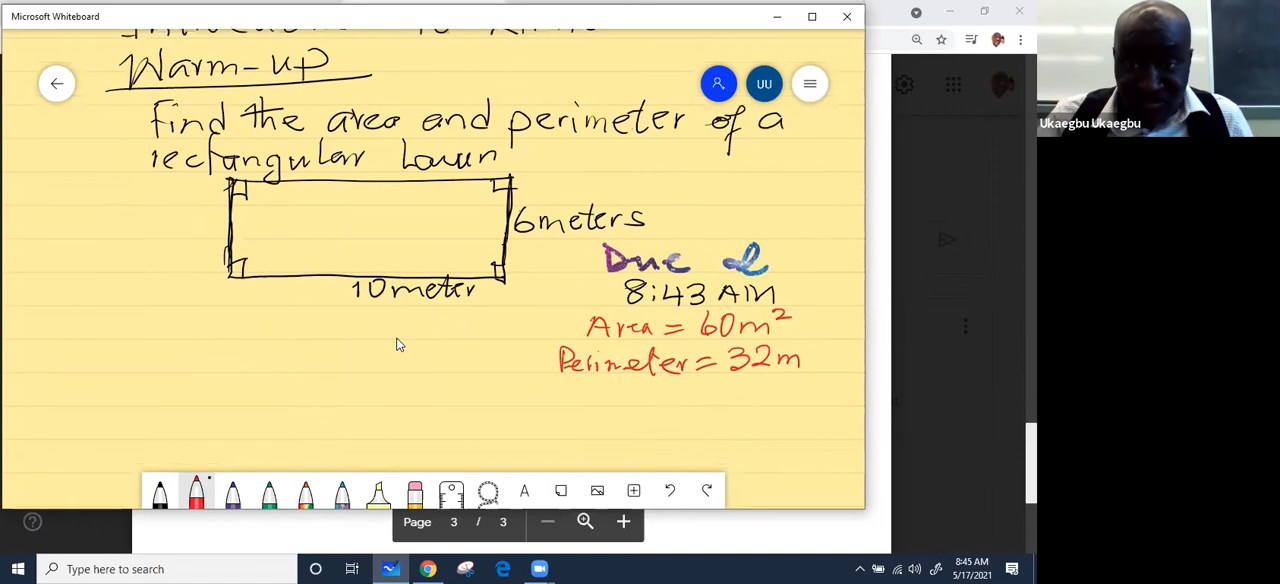 Microsoft Whiteboard
Warm-up
UU
Find the area and perimeter of a
rectangular Lawn
6meters
10meter
Due
8:43 AM
Area = 60m²
Perimeter = 32m
A
Page 3 / 3
Type here to search
8:45 AM
5/17/2021
Ukaegbu Ukaegbu